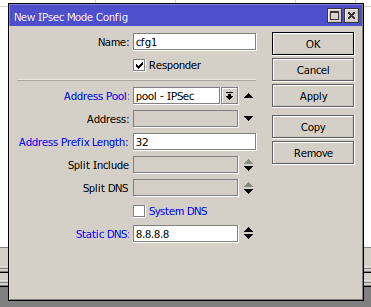 New IPsec Mode Config
Name: cfg1
OK
Responder
Cancel
Address Pool: pool - IPSec
Apply
Address:
Copy
Address Prefix Length: 32
Remove
Split Include
Split DNS
System DNS
Static DNS: 8.8.8.8